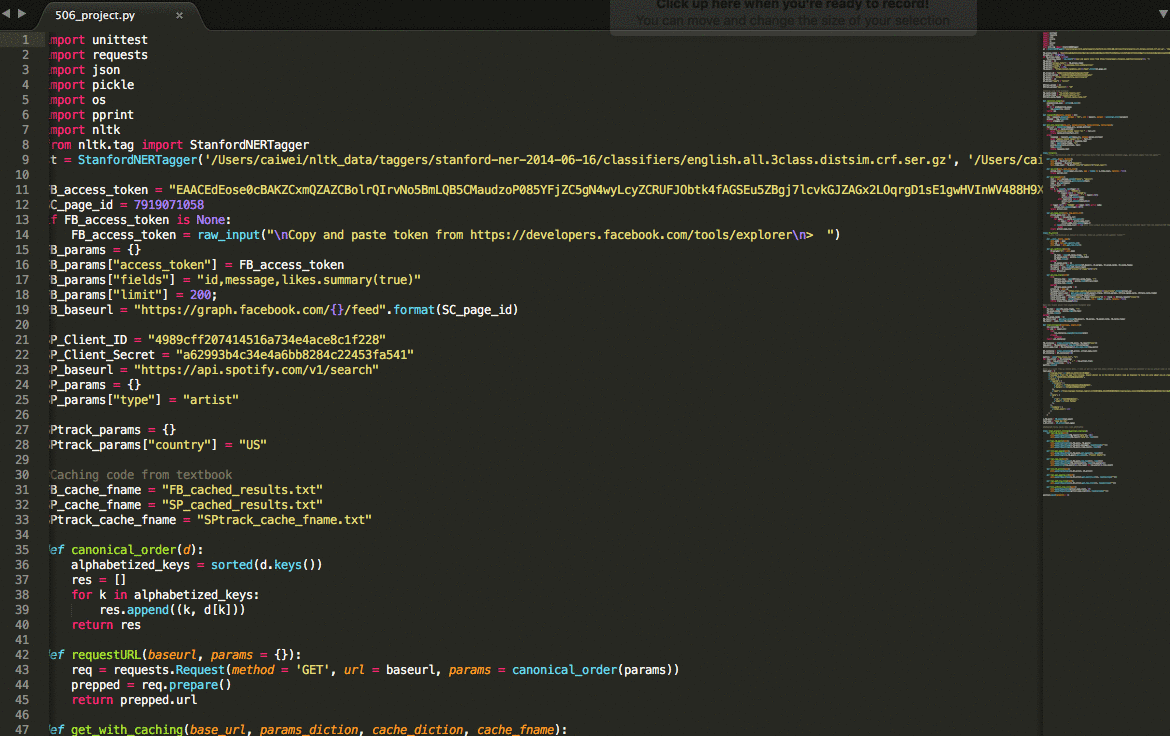 506_project.py ×
Click up here when you're ready to record!
You can move and change the size of your selection
1 mport unittest
2 mport requests
3 mport json
4 mport pickle
5 mport os
6 mport pprint
7 mport nltk
8 rom nltk.tag import StanfordNERTagger
9 t = StanfordNERTagger('/Users/caiwei/nltk_data/taggers/stanford-ner-2014-06-16/classifiers/english.all.3class.distsim.crf.ser.gz', '/Users/cai
10
11 B_access_token = "
12 C_page_id = 7919071058
13 f FB_access_token is None:
14     FB_access_token = raw_input("\nCopy and paste token from https://developers.facebook.com/tools/explorer\n>  ")
15 B_params = {}
16 B_params["access_token"] = FB_access_token
17 B_params["fields"] = "id,message,likes.summary(true)"
18 B_params["limit"] = 200;
19 B_baseurl = "https://graph.facebook.com/{}/feed".format(SC_page_id)
20
21 P_Client_ID = "4989cff207414516a734e4ace8c1f228"
22 P_Client_Secret = "a62993b4c34e4a6bb8284c22453fa541"
23 P_baseurl = "https://api.spotify.com/v1/search"
24 P_params = {}
25 P_params["type"] = "artist"
26
27 Ptrack_params = {}
28 Ptrack_params["country"] = "US"
29
30 Caching code from textbook
31 B_cache_fname = "FB_cached_results.txt"
32 P_cache_fname = "SP_cached_results.txt"
33 Ptrack_cache_fname = "SPtrack_cache_fname.txt"
34
35 ef canonical_order(d):
36     alphabetized_keys = sorted(d.keys())
37     res = []
38     for k in alphabetized_keys:
39         res.append((k, d[k]))
40     return res
41
42 ef requestURL(baseurl, params = {}):
43     req = requests.Request(method = 'GET', url = baseurl, params = canonical_order(params))
44     prepped = req.prepare()
45     return prepped.url
46
47 ef get_with_caching(base_url, params_diction, cache_diction, cache_fname):